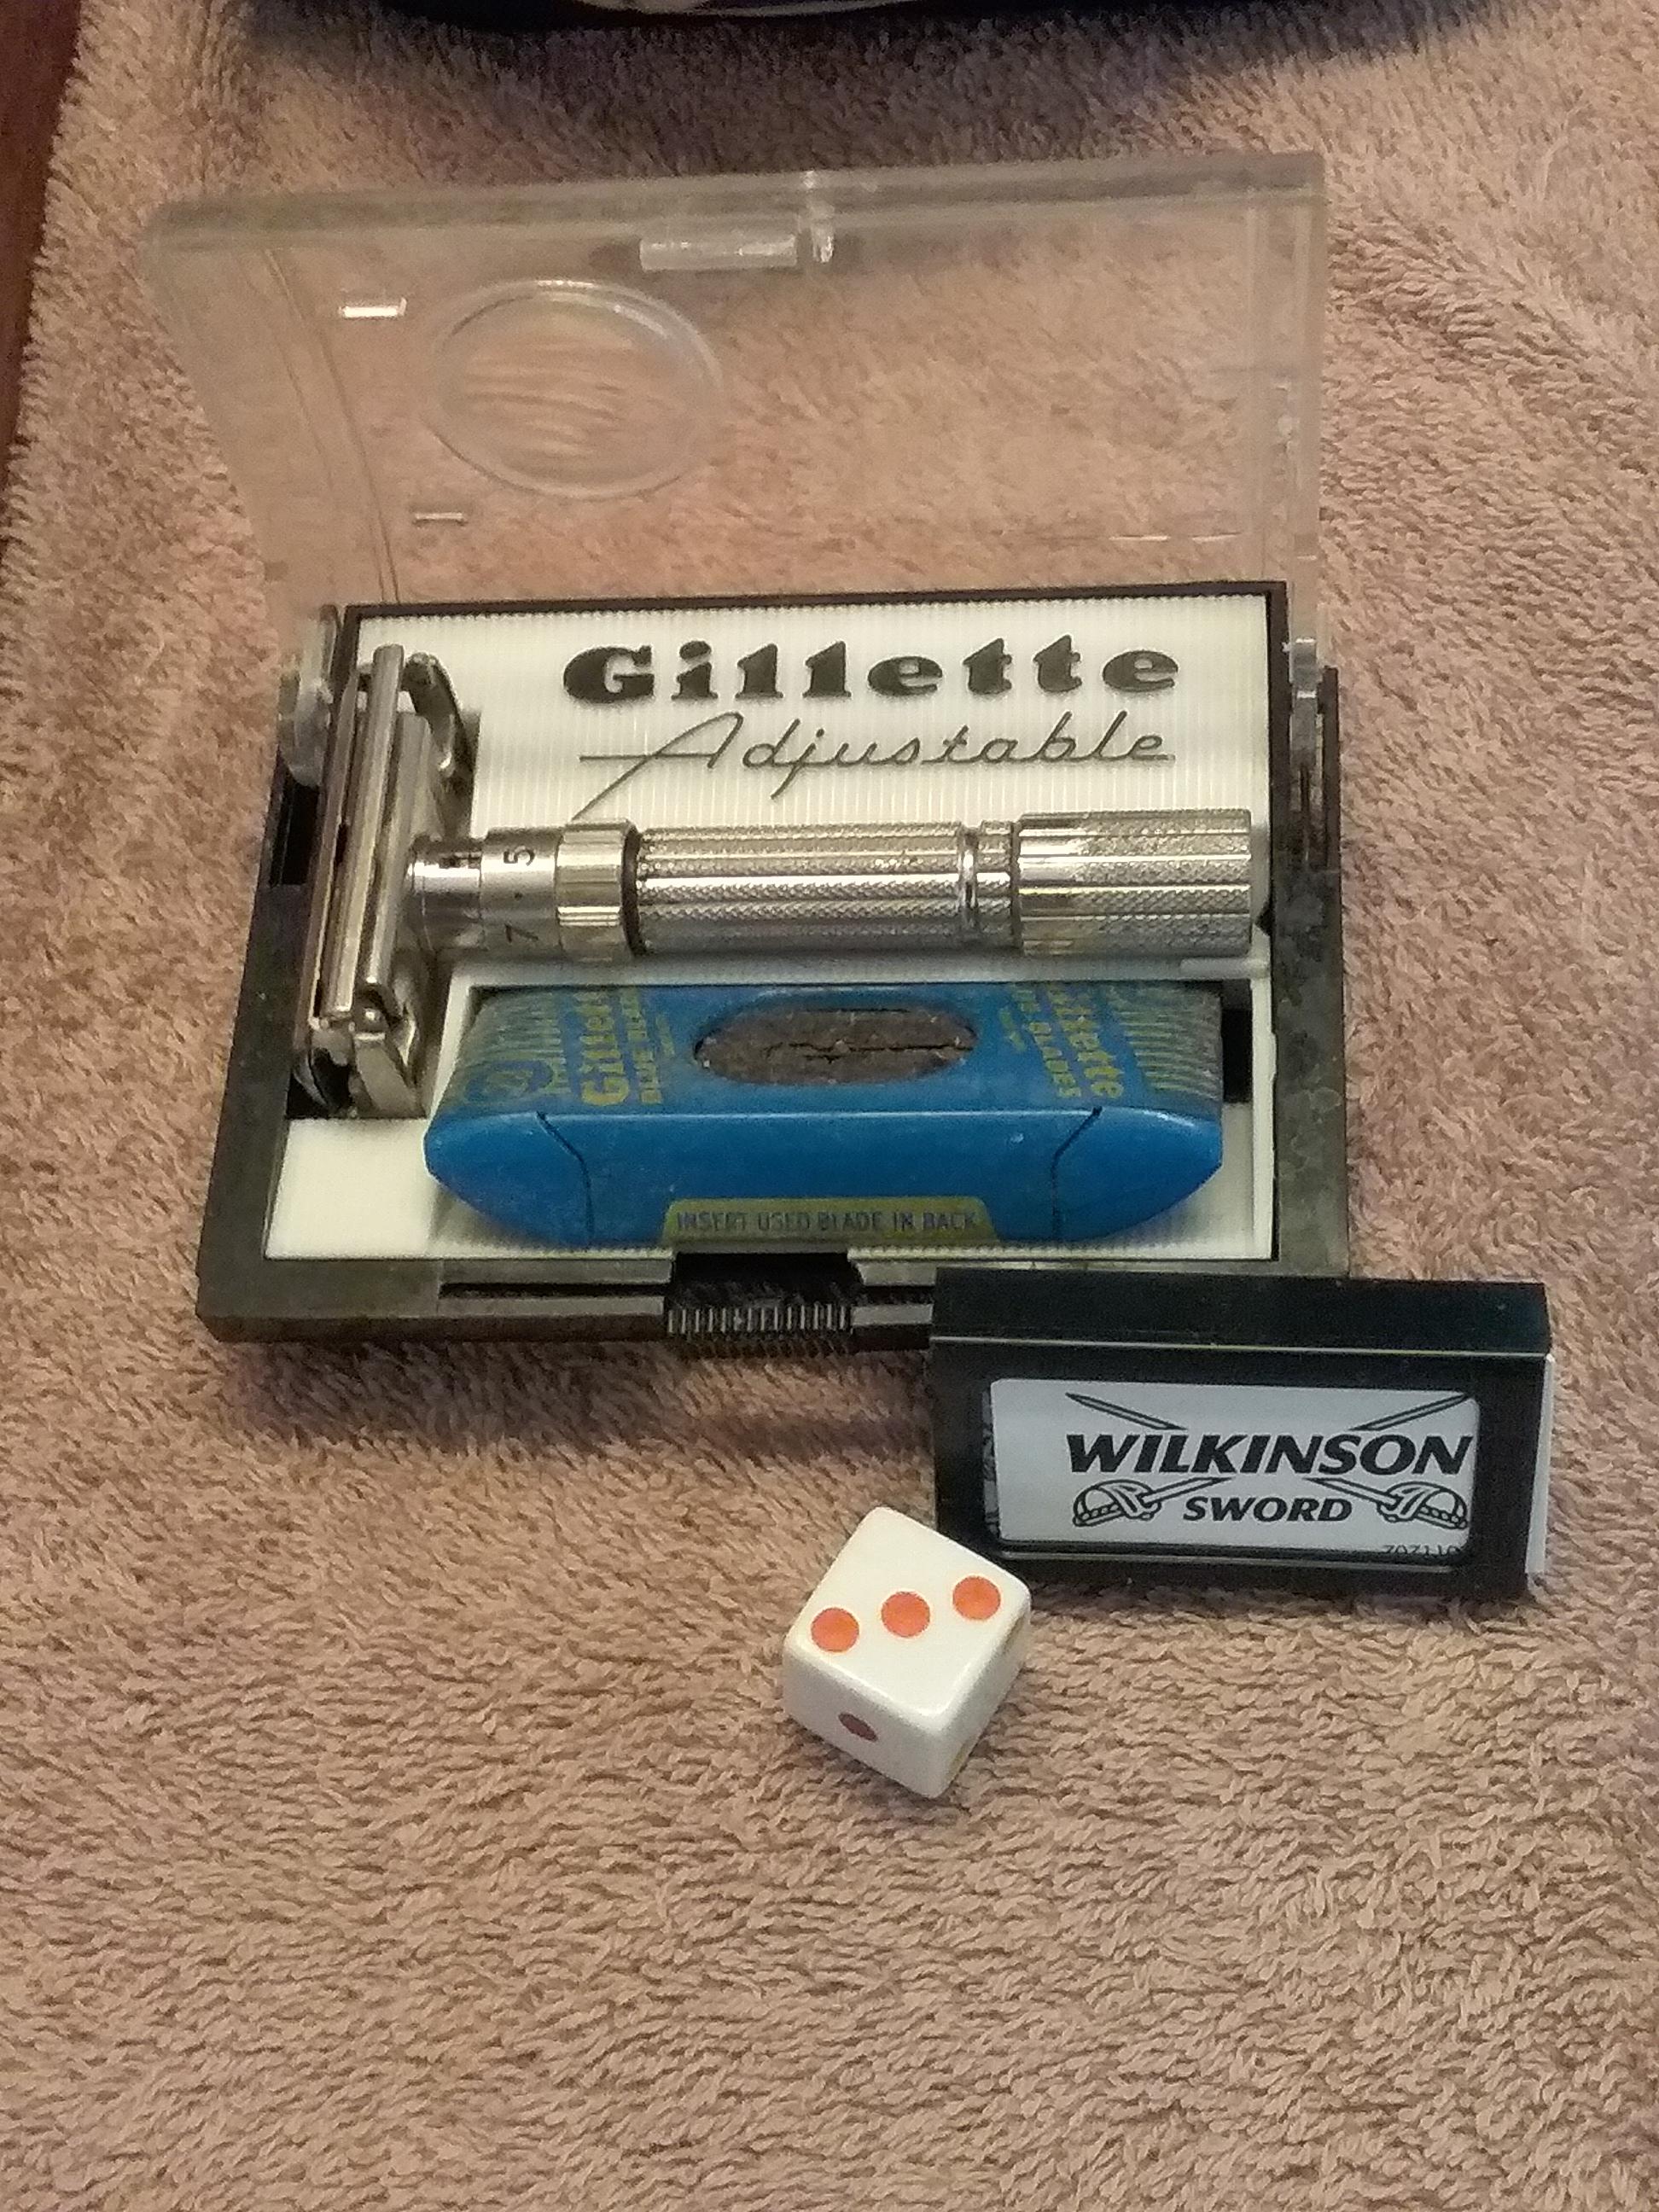 Gillette
Adjustable
5
7
Gillette
BLUE BLADES
Gillette
BLUE BLADES
INSERT USED BLADE IN BACK
WILKINSON
SWORD